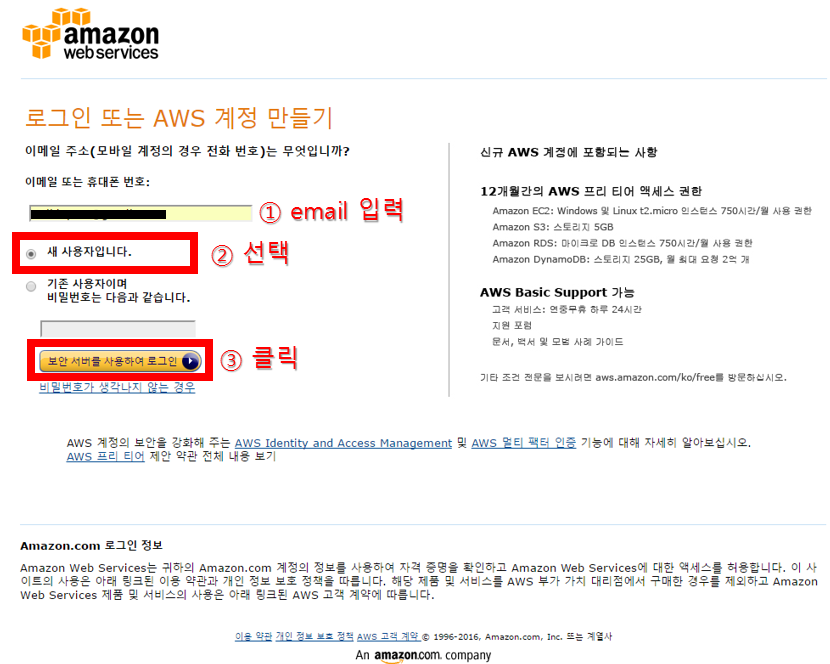 amazon
web services
로그인 또는 AWS 계정 만들기
이메일 주소(모바일 계정의 경우 전화 번호)는 무엇입니까?
이메일 또는 휴대폰 번호:
① email 입력
새 사용자입니다.
② 선택
기존 사용자이며
비밀번호는 다음과 같습니다.
보안 서버를 사용하여 로그인
③ 클릭
비밀번호가 생각나지 않는 경우
신규 AWS 계정에 포함되는 사항
12개월간의 AWS 프리 티어 액세스 권한
Amazon EC2: Windows 및 Linux t2.micro 인스턴스 750시간/월 사용 권한
Amazon S3: 스토리지 5GB
Amazon RDS: 마이크로 DB 인스턴스 750시간/월 사용 권한
Amazon DynamoDB: 스토리지 25GB, 월 최대 요청 2억 개
AWS Basic Support 가능
고객 서비스: 연중무휴 하루 24시간
지원 포럼
문서, 백서 및 모범 사례 가이드
기타 조건 전문을 보시려면 aws.amazon.com/ko/free를 방문하십시오.
AWS 계정의 보안을 강화해 주는 AWS Identity and Access Management 및 AWS 멀티 팩터 인증 기능에 대해 자세히 알아보십시오.
AWS 프리 티어 제안 약관 전체 내용 보기
Amazon.com 로그인 정보
Amazon Web Services는 귀하의 Amazon.com 계정의 정보를 사용하여 자격 증명을 확인하고 Amazon Web Services에 대한 액세스를 허용합니다. 이 사
이트의 사용은 아래 링크된 이용 약관과 개인 정보 보호 정책을 따릅니다. 해당 제품 및 서비스를 AWS 부가 가치 대리점에서 구매한 경우를 제외하고 Amazon
Web Services 제품 및 서비스의 사용은 아래 링크된 AWS 고객 계약에 따릅니다.
이용 약관 개인 정보 보호 정책 AWS 고객 계약 © 1996-2016, Amazon.com, Inc. 또는 계열사
An amazon.com. company